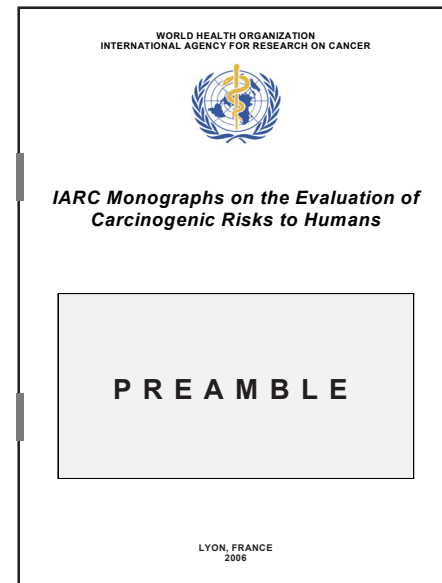 WORLD HEALTH ORGANIZATION
INTERNATIONAL AGENCY FOR RESEARCH ON CANCER
IARC Monographs on the Evaluation of
Carcinogenic Risks to Humans
PREAMBLE
LYON, FRANCE
2006